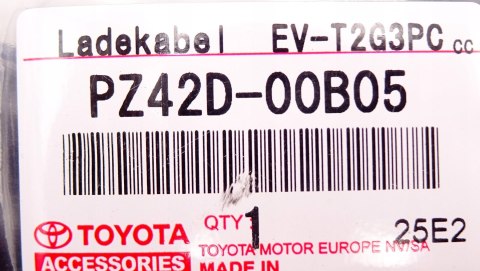 Ladekabel EV-T2G3PC cc
PZ42D-00B05
QTY 1 25E2
TOYOTA
ACCESSORIES
TOYOTA MOTOR EUROPE NV/SA
MADE IN